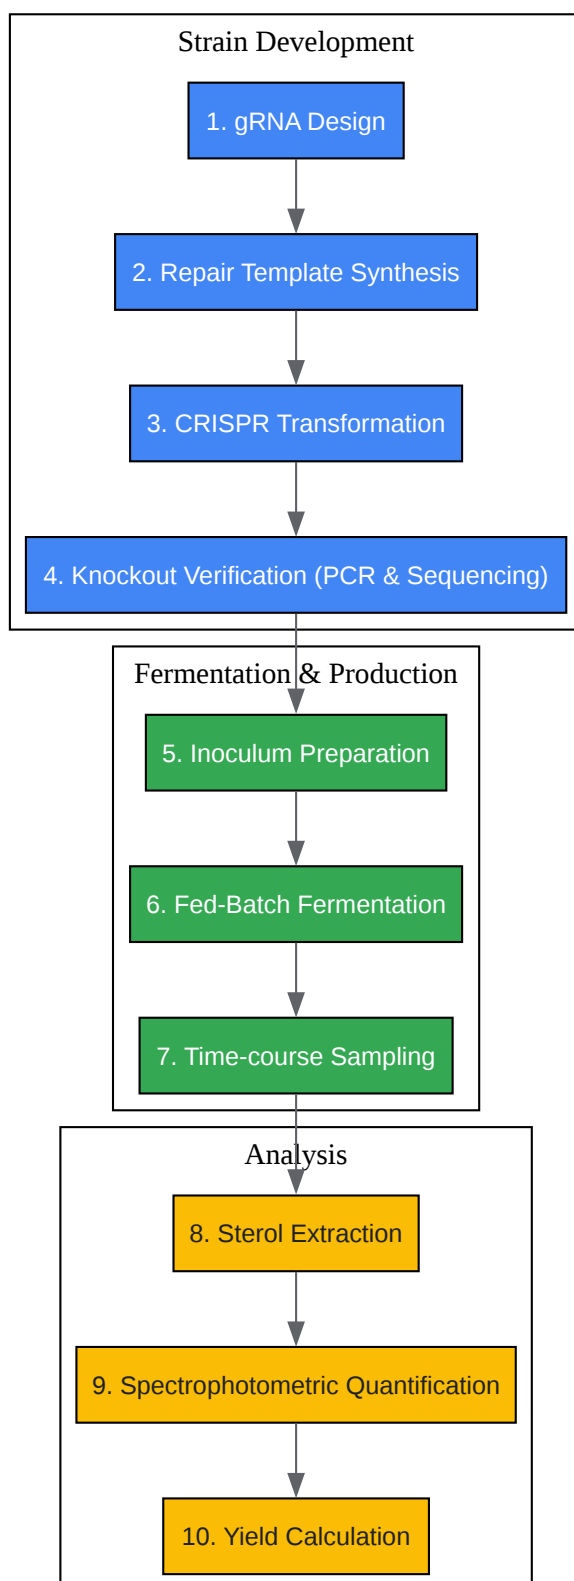 Strain Development
1. gRNA Design
2. Repair Template Synthesis
3. CRISPR Transformation
4. Knockout Verification (PCR & Sequencing)
Fermentation & Production
5. Inoculum Preparation
6. Fed-Batch Fermentation
7. Time-course Sampling
Analysis
8. Sterol Extraction
9. Spectrophotometric Quantification
10. Yield Calculation